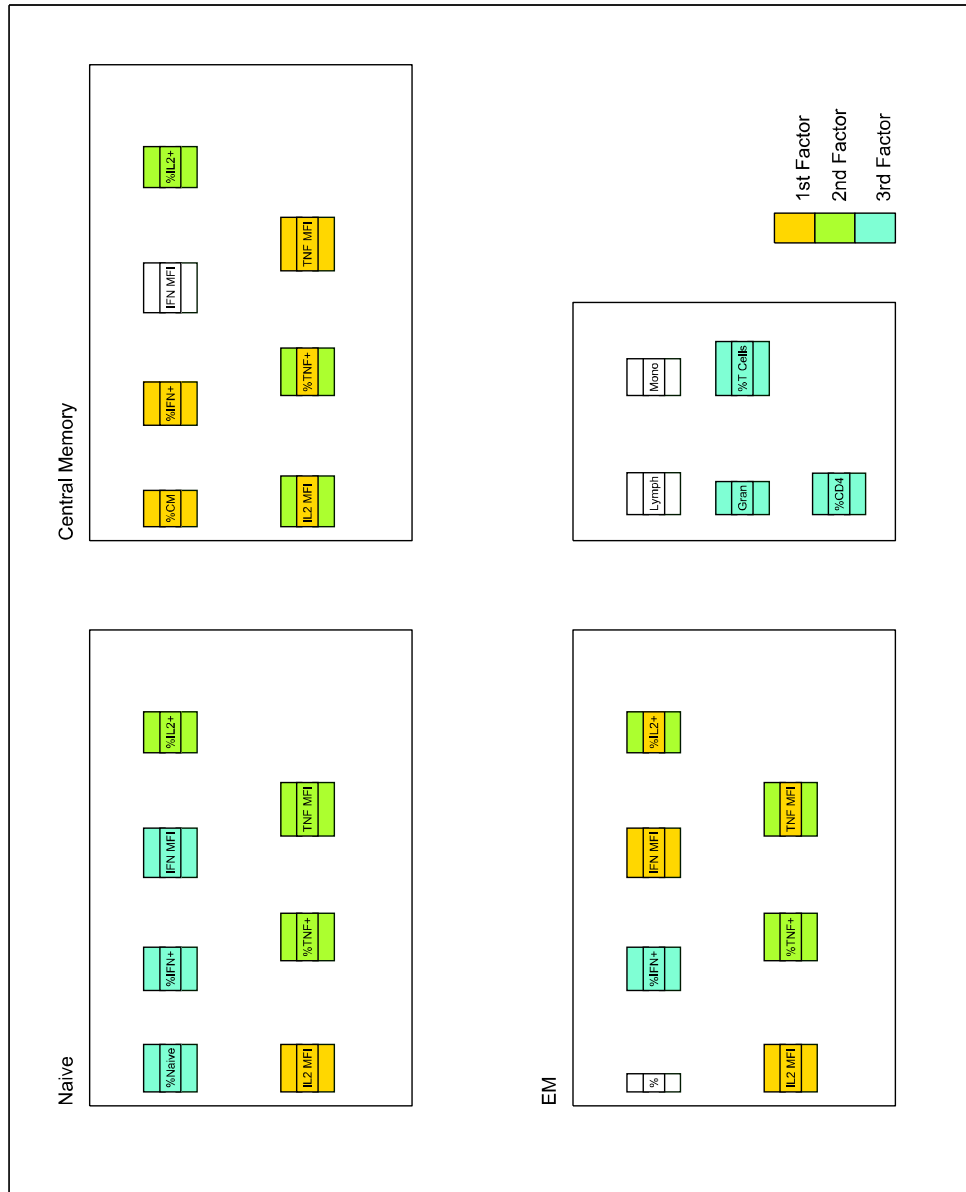 Naive
%Naive
%IFN+
IFN MFI
%IL2+
IL2 MFI
%TNF+
TNF MFI
Central Memory
%CM
%IFN+
IFN MFI
%IL2+
IL2 MFI
%TNF+
TNF MFI
EM
%
%IFN+
IFN MFI
%IL2+
IL2 MFI
%TNF+
TNF MFI
Lymph
Mono
Gran
%T Cells
%CD4
1st Factor
2nd Factor
3rd Factor